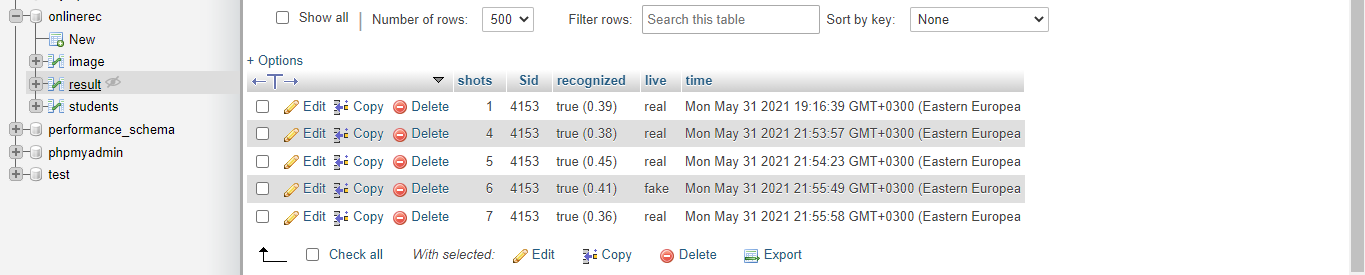 onlinerec
New
image
result
students
performance_schema
phpmyadmin
test
Show all Number of rows: 500 Filter rows: Search this table Sort by key: None
+ Options
←T→ shots Sid recognized live time
Edit Copy Delete 1 4153 true (0.39) real Mon May 31 2021 19:16:39 GMT+0300 (Eastern Europea
Edit Copy Delete 4 4153 true (0.38) real Mon May 31 2021 21:53:57 GMT+0300 (Eastern Europea
Edit Copy Delete 5 4153 true (0.45) real Mon May 31 2021 21:54:23 GMT+0300 (Eastern Europea
Edit Copy Delete 6 4153 true (0.41) fake Mon May 31 2021 21:55:49 GMT+0300 (Eastern Europea
Edit Copy Delete 7 4153 true (0.36) real Mon May 31 2021 21:55:58 GMT+0300 (Eastern Europea
Check all With selected: Edit Copy Delete Export